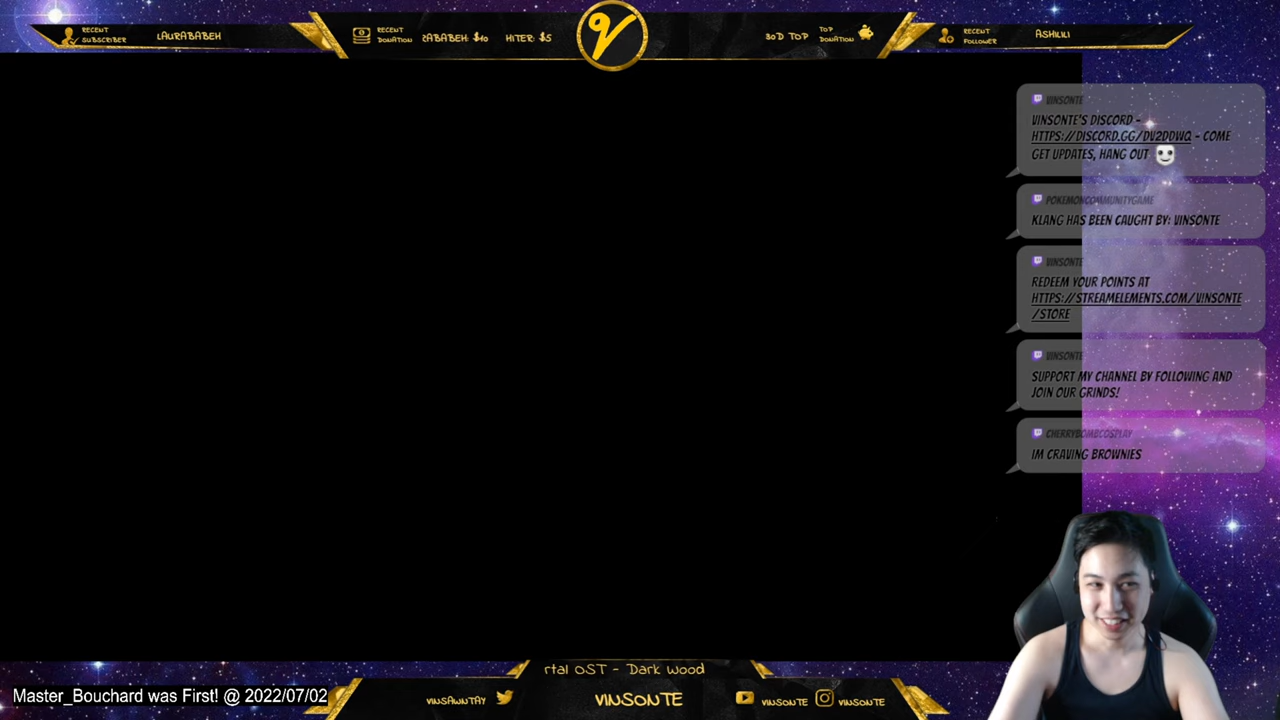 RECENT
SUBSCRIBER
LAURABABEH
RECENT
DONATION
RABABEH: $10
HITER: $5
30D TOP
TOP
DONATION
RECENT
FOLLOWER
ASHILILI
VINSONTE
VINSONTE'S DISCORD -
HTTPS://DISCORD.GG/DV2DDWQ - COME
GET UPDATES, HANG OUT
POKEMONCOMMUNITYGAME
KLANG HAS BEEN CAUGHT BY: VINSONTE
VINSONTE
REDEEM YOUR POINTS AT
HTTPS://STREAMELEMENTS.COM/VINSONTE
/STORE
VINSONTE
SUPPORT MY CHANNEL BY FOLLOWING AND
JOIN OUR GRINDS!
CHERRYBOMBCOSPLAY
IM CRAVING BROWNIES
rtal OST - Dark Wood
Master_Bouchard was First! @ 2022/07/02
VINSAWNTAY
VINSONTE
VINSONTE
VINSONTE